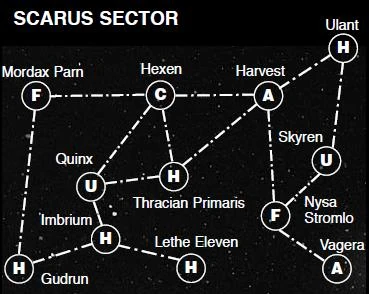 SCARUS SECTOR
Ulant
H
Mordax Parn
Hexen
Harvest
F
C
A
Skyren
U
Quinx
U
H
Thracian Primaris
Nysa
Stromlo
F
Imbrium
H
Lethe Eleven
H
Vagera
A
H
Gudrun